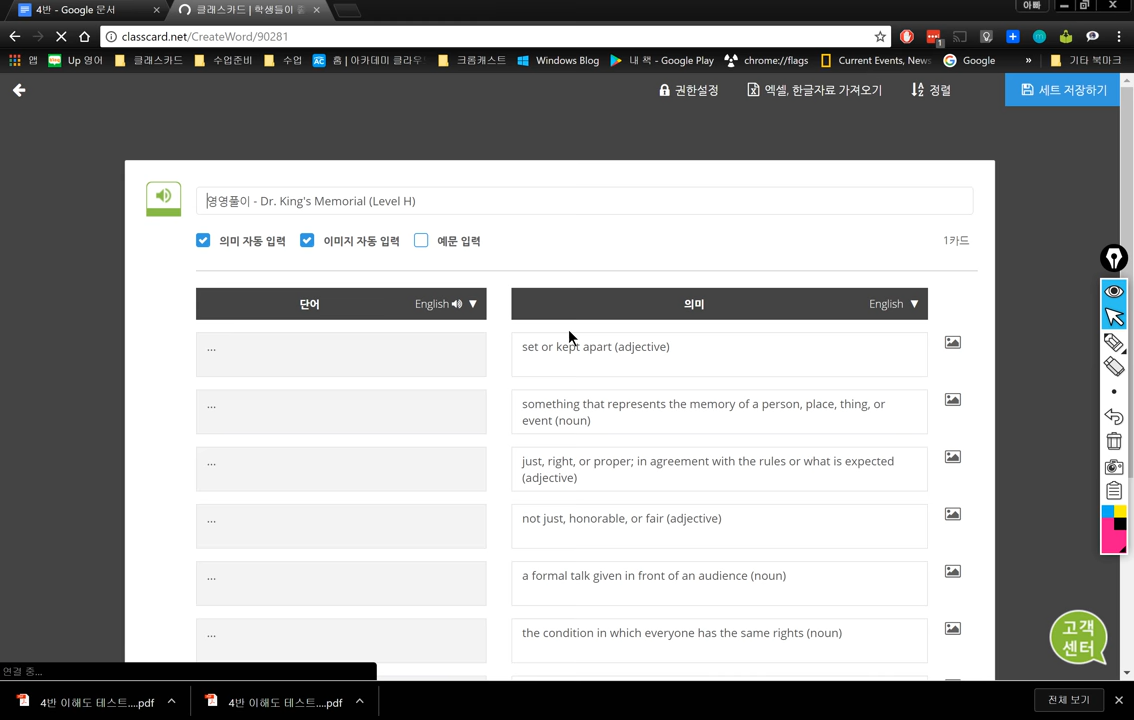 4반 - Google 문서
클래스카드 | 학생들이 좋
아빠
classcard.net/CreateWord/90281
앱
Up 영어
클래스카드
수업준비
수업
홈 | 아카데미 클라우
크롬캐스트
Windows Blog
내 책 - Google Play
chrome://flags
Current Events, News
Google
»
기타 북마크
권한설정
엑셀, 한글자료 가져오기
정렬
세트 저장하기
영영풀이 - Dr. King's Memorial (Level H)
의미 자동 입력
이미지 자동 입력
예문 입력
1카드
단어
English
의미
English
...
set or kept apart (adjective)
...
something that represents the memory of a person, place, thing, or
event (noun)
...
just, right, or proper; in agreement with the rules or what is expected
(adjective)
...
not just, honorable, or fair (adjective)
...
a formal talk given in front of an audience (noun)
...
the condition in which everyone has the same rights (noun)
고객
센터
연결 중...
4반 이해도 테스트....pdf
4반 이해도 테스트....pdf
전체 보기